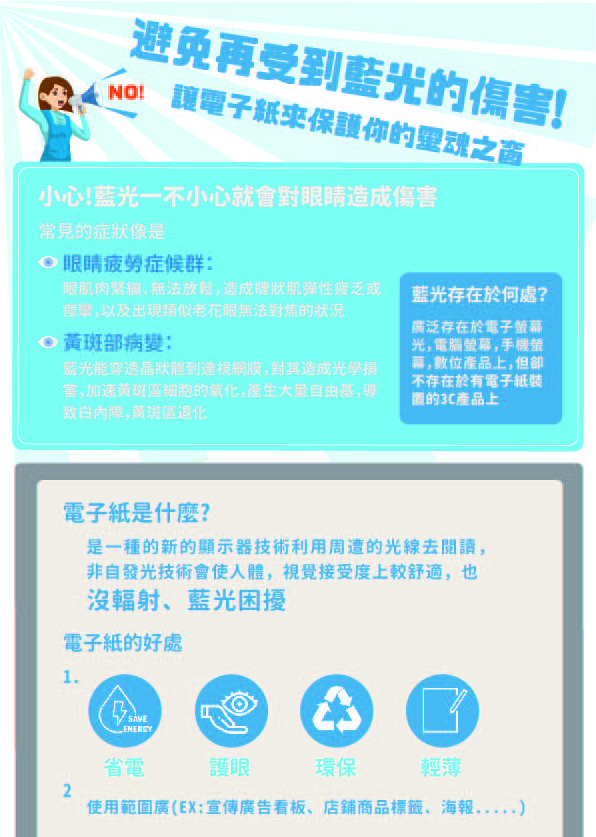 避免再受到藍光的傷害!
NO!
讓電子紙來保護你的靈魂之窗
小心!藍光一不小心就會對眼睛造成傷害
常見的症狀像是
眼睛疲勞症候群:
眼肌肉緊繃、無法放鬆,造成睫狀肌彈性疲乏或
痙攣,以及出現類似老花眼無法對焦的狀況
黃斑部病變:
藍光能穿透晶狀體到達視網膜,對其造成光學損
害,加速黃斑區細胞的氧化,產生大量自由基,導
致白內障,黃斑區退化
藍光存在於何處?
廣泛存在於電子螢幕
光,電腦螢幕,手機螢
幕,數位產品上,但卻
不存在於有電子紙裝
置的3C產品上
電子紙是什麼?
是一種的新的顯示器技術利用周遭的光線去閱讀,
非自發光技術會使人體,視覺接受度上較舒適,也
沒輻射、藍光困擾
電子紙的好處
1.
SAVE
ENERGY
省電 護眼 環保 輕薄
2
使用範圍廣(EX:宣傳廣告看板、店鋪商品標籤、海報.....)